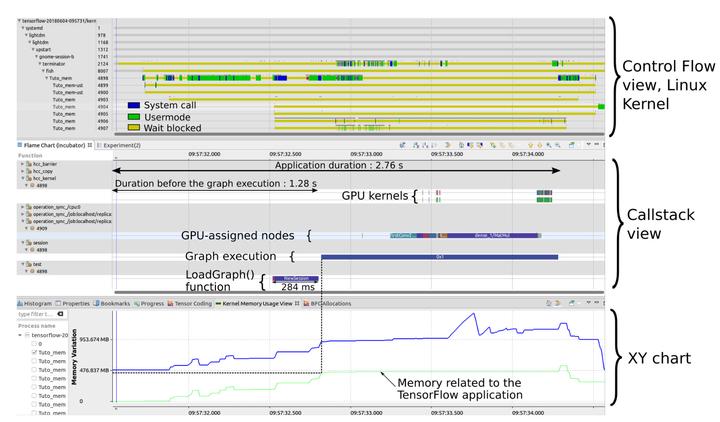 tensorflow-20180604-095731/kern
systemd 1
lightdm 978
lightdm 1168
upstart 1312
gnome-session-b 1741
terminator 2124
fish 8007
Tuto_mem 4898
Tuto_mem-ust 4899
Tuto_mem-ust 4900
Tuto_mem 4903
Tuto_mem 4904
Tuto_mem 4905
Tuto_mem 4906
Tuto_mem 4907
System call
Usermode
Wait blocked
Control Flow
view, Linux
Kernel
Flame Chart (incubator) Experiment(2)
Function
09:57:32.000 09:57:32.500 09:57:33.000 09:57:33.500 09:57:34.000
hcc_barrier
hcc_copy
hcc_kernel
4898
operation_sync_/cpu:0
operation_sync_/job:localhost/replica:
operation_sync_/job:localhost/replica:
4909
session
4898
test
4898
Application duration : 2.76 s
Duration before the graph execution : 1.28 s
GPU kernels
GPU-assigned nodes
dense_1/MatMul
Graph execution
0x1
LoadGraph()
function
NewSession
284 ms
Callstack
view
Histogram Properties Bookmarks Progress Tensor Coding Kernel Memory Usage View BFCAllocations
type filter t...
Process name
tensorflow-20
0
Tuto_mem
Tuto_mem
Tuto_mem
Tuto_mem
Tuto_mem
Tuto_mem
Tuto_mem
Memory Variation
953.674 MB
476.837 MB
0
Memory related to the
TensorFlow application
09:57:32.000 09:57:32.500 09:57:33.000 09:57:33.500 09:57:34.000
XY chart